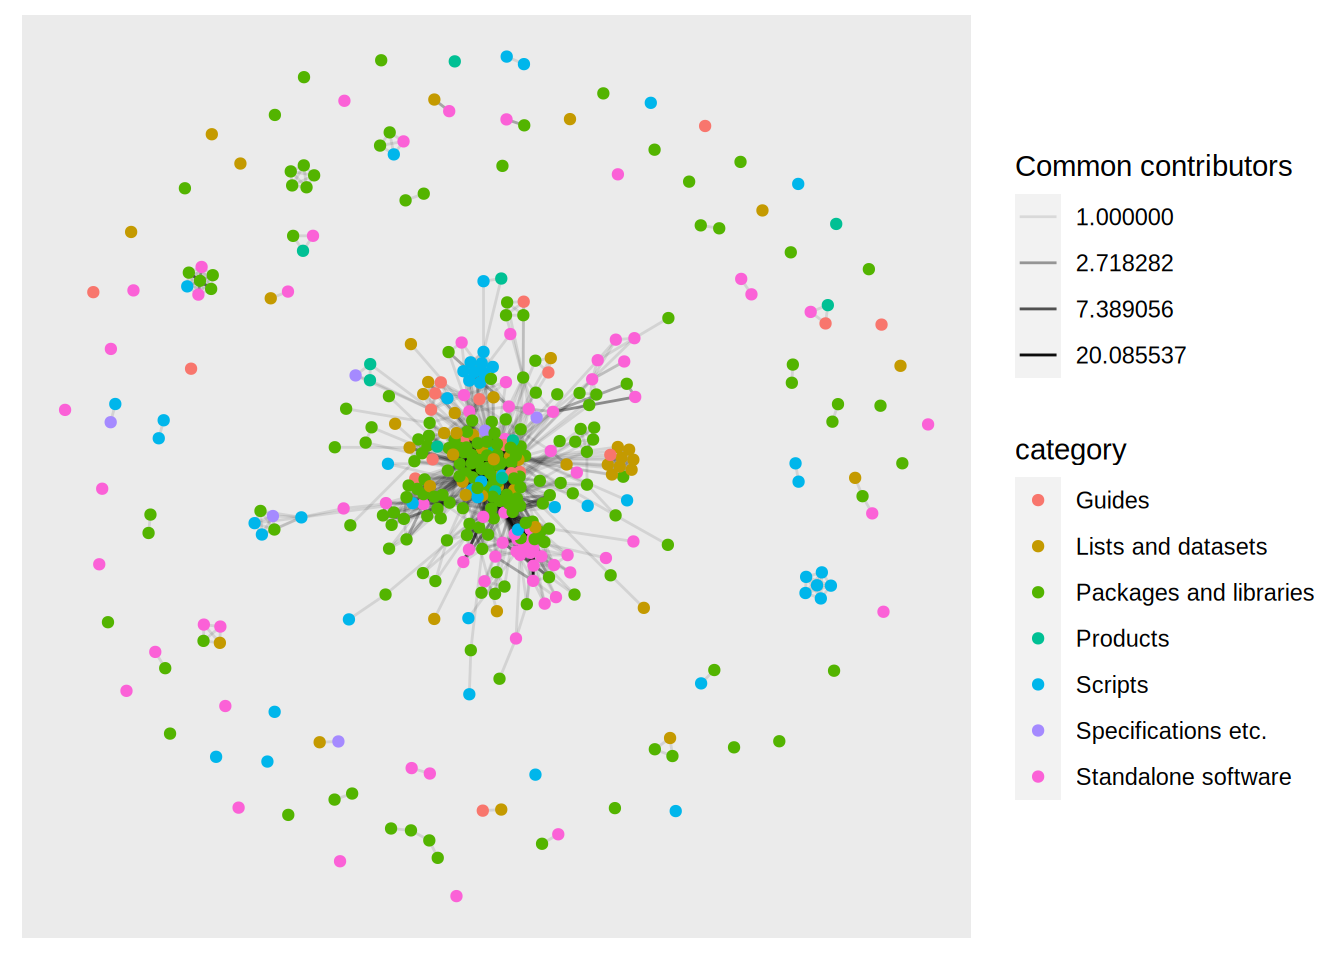 Common contributors
1.000000
2.718282
7.389056
20.085537
category
Guides
Lists and datasets
Packages and libraries
Products
Scripts
Specifications etc.
Standalone software